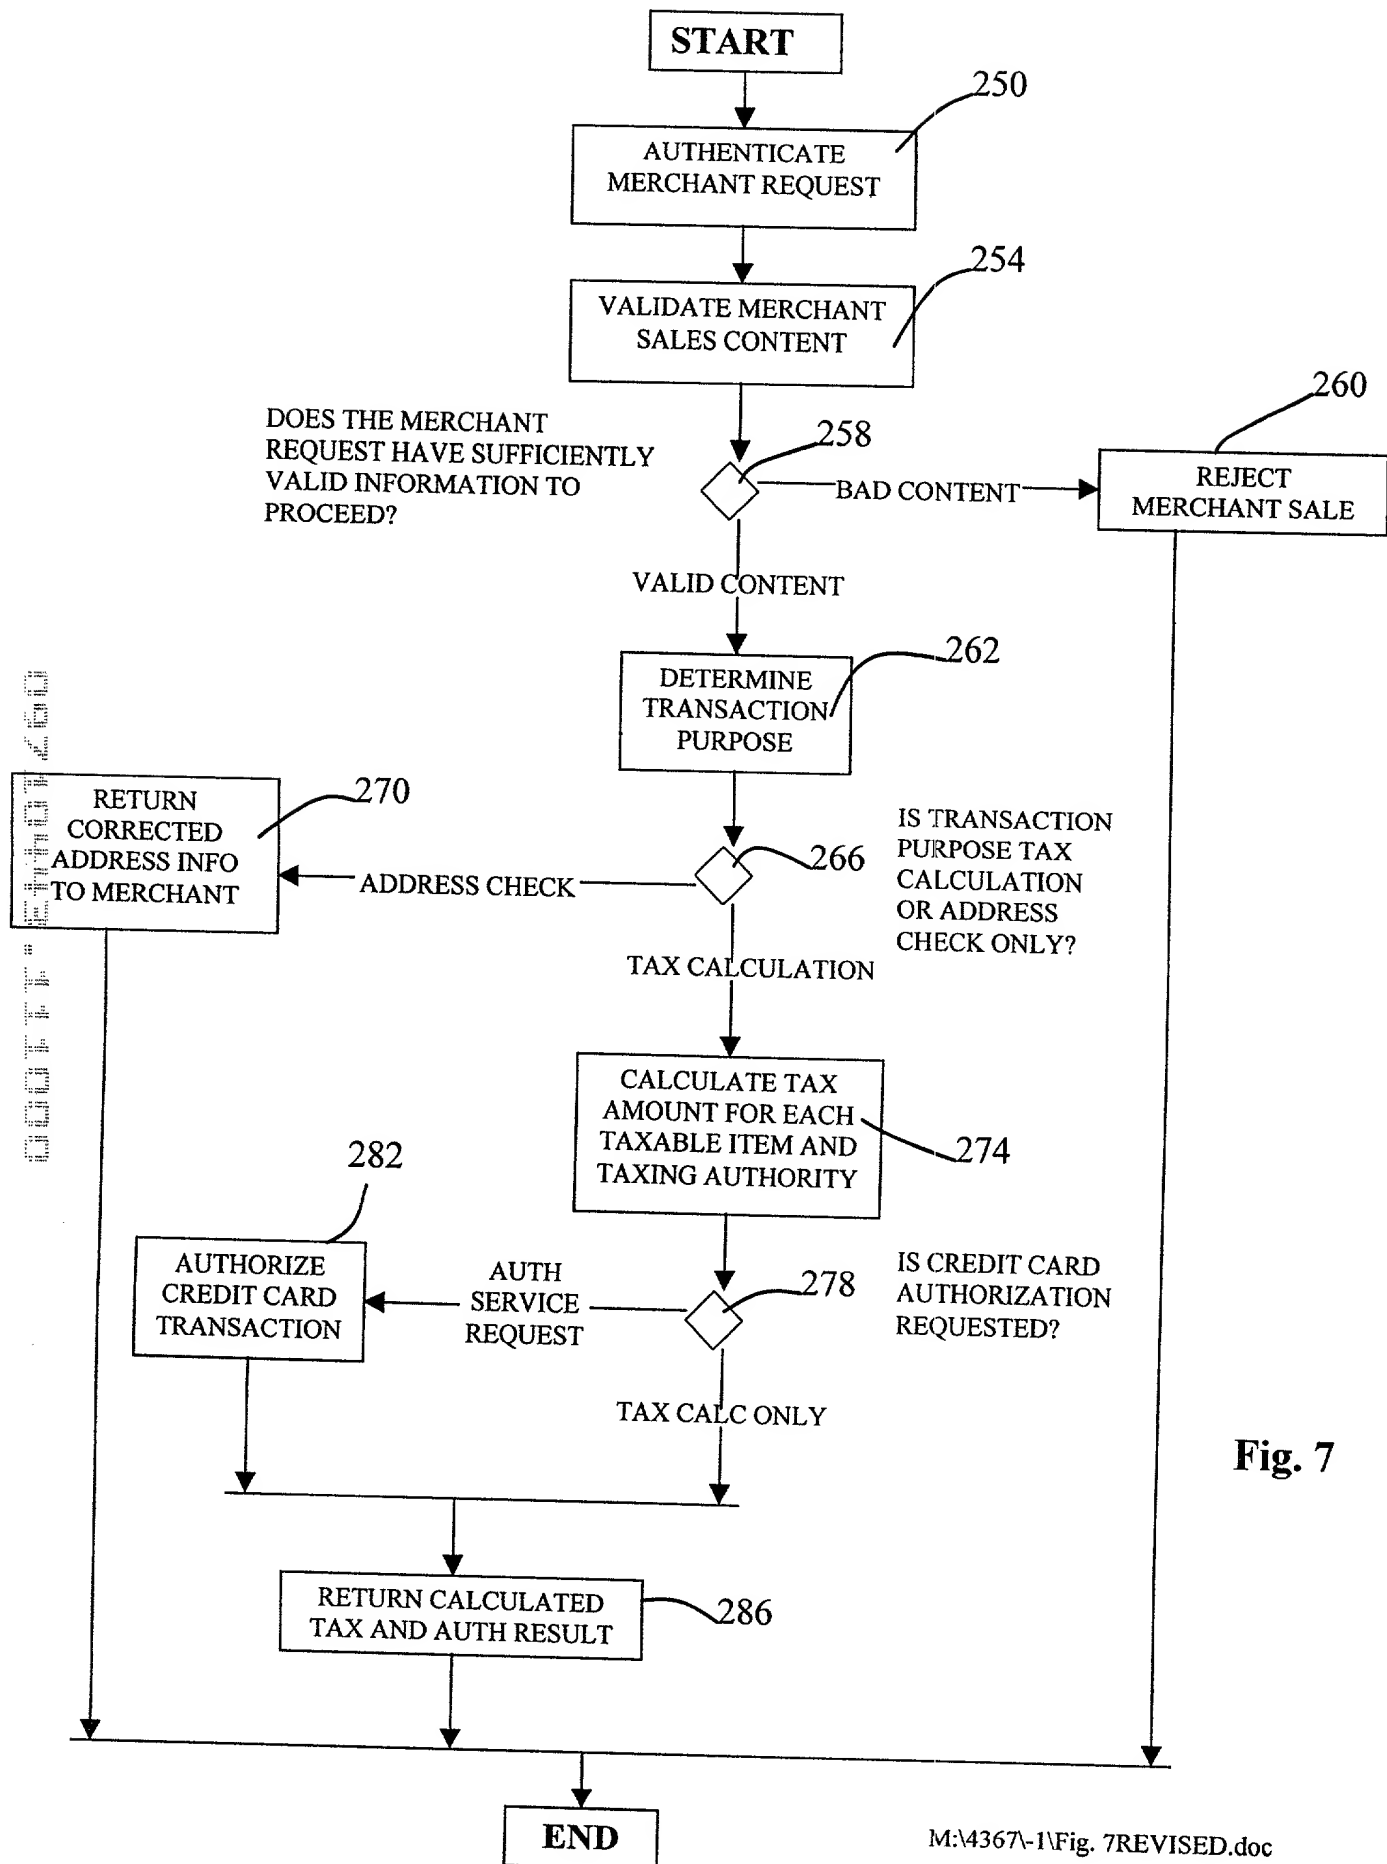 START
250
AUTHENTICATE
MERCHANT REQUEST
254
VALIDATE MERCHANT
SALES CONTENT
260
DOES THE MERCHANT
REQUEST HAVE SUFFICIENTLY
VALID INFORMATION TO
PROCEED?
258
BAD CONTENT
REJECT
MERCHANT SALE
VALID CONTENT
262
DETERMINE
TRANSACTION
PURPOSE
270
RETURN
CORRECTED
ADDRESS INFO
TO MERCHANT
ADDRESS CHECK
266
IS TRANSACTION
PURPOSE TAX
CALCULATION
OR ADDRESS
CHECK ONLY?
TAX CALCULATION
CALCULATE TAX
AMOUNT FOR EACH
TAXABLE ITEM AND
TAXING AUTHORITY
274
282
AUTHORIZE
CREDIT CARD
TRANSACTION
AUTH
SERVICE
REQUEST
278
IS CREDIT CARD
AUTHORIZATION
REQUESTED?
TAX CALC ONLY
Fig. 7
RETURN CALCULATED
TAX AND AUTH RESULT
286
END
M:\4367\-1\Fig. 7REVISED.doc